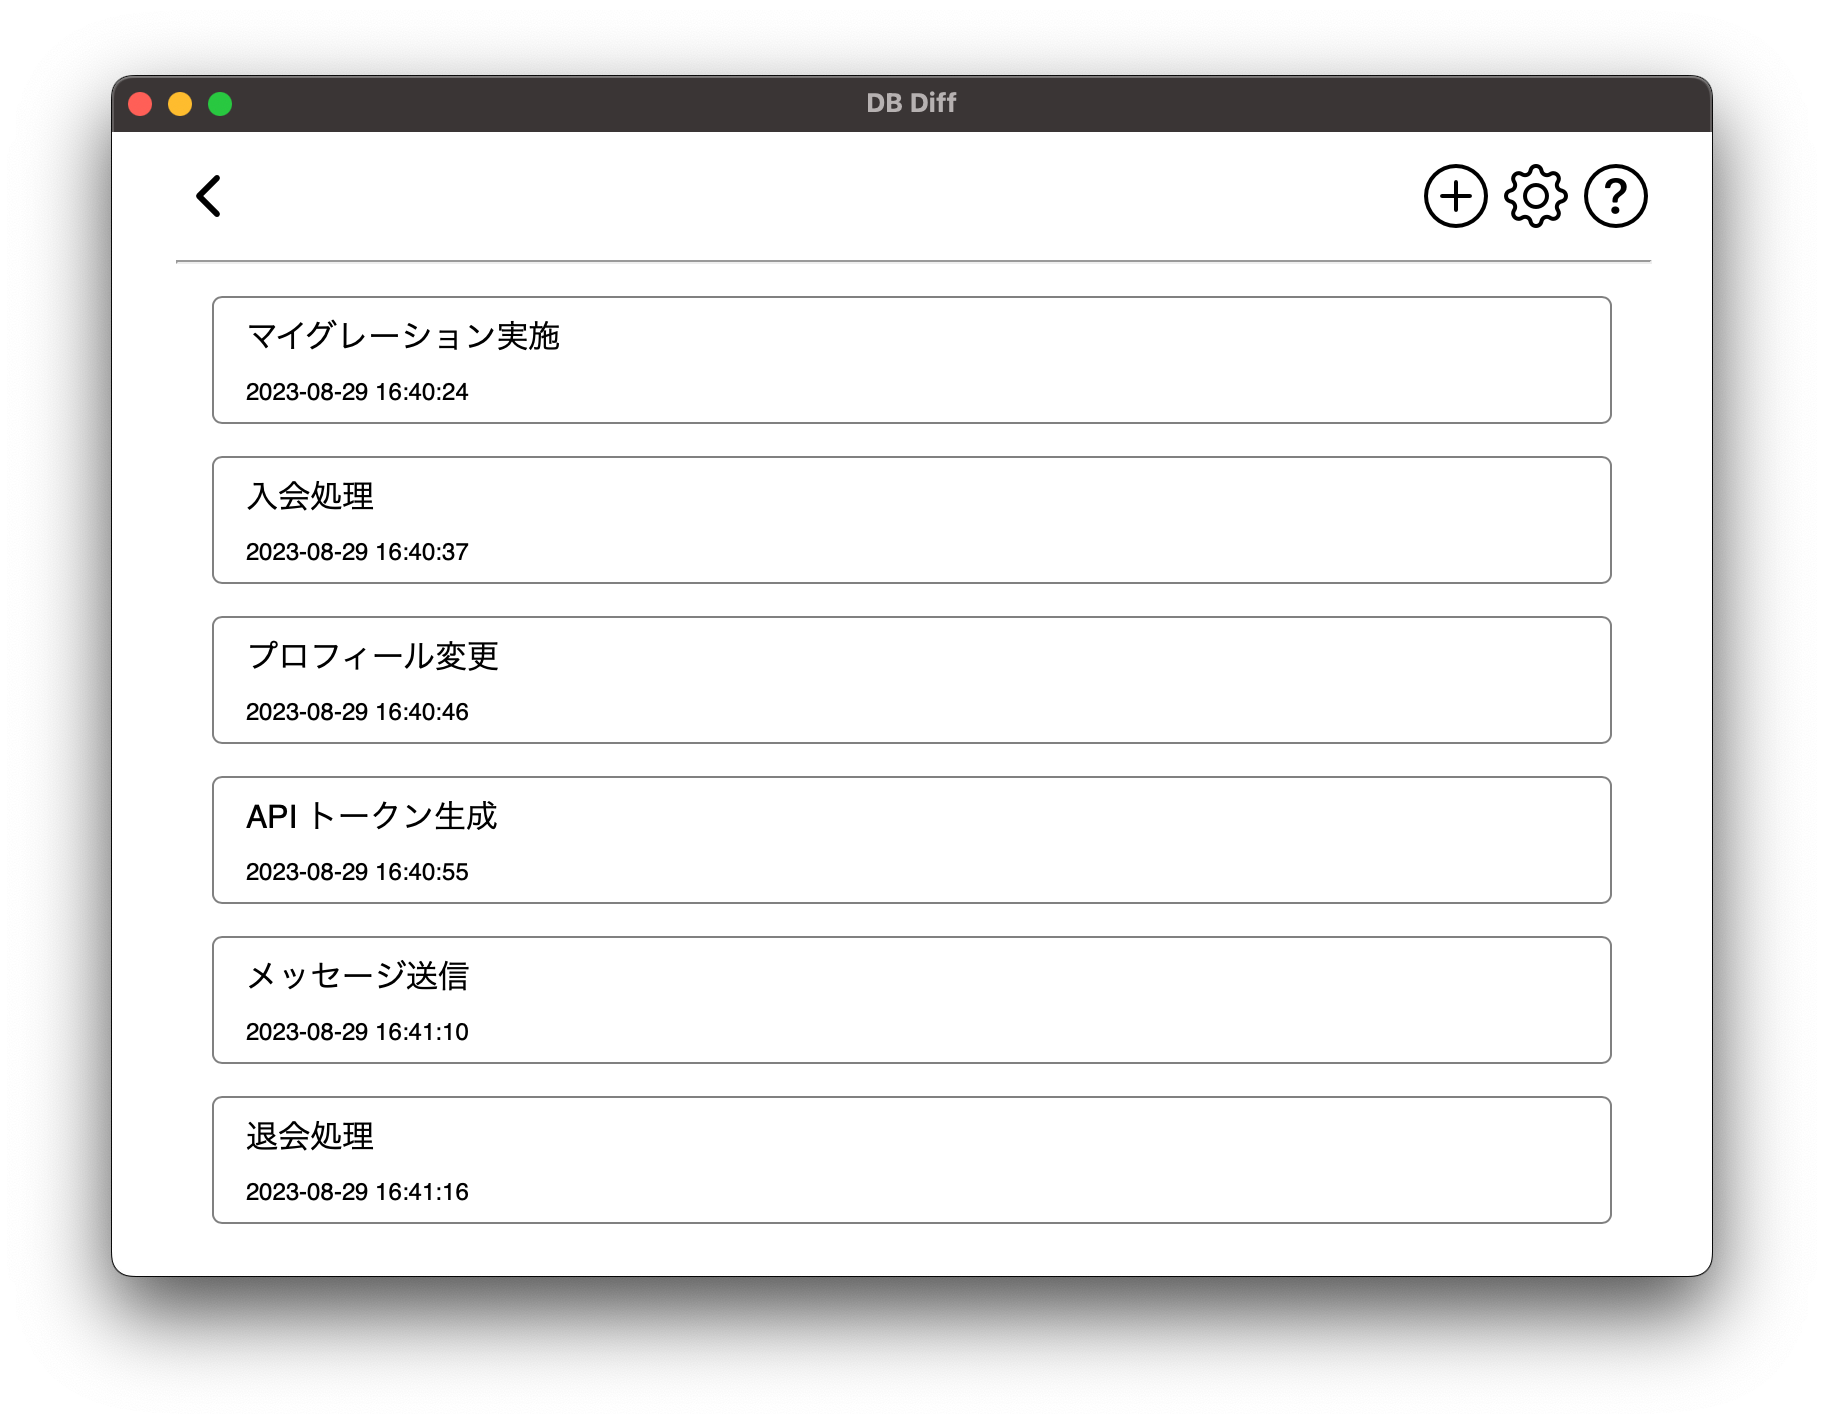 DB Diff
?
マイグレーション実施
2023-08-29 16:40:24
入会処理
2023-08-29 16:40:37
プロフィール変更
2023-08-29 16:40:46
API トークン生成
2023-08-29 16:40:55
メッセージ送信
2023-08-29 16:41:10
退会処理
2023-08-29 16:41:16